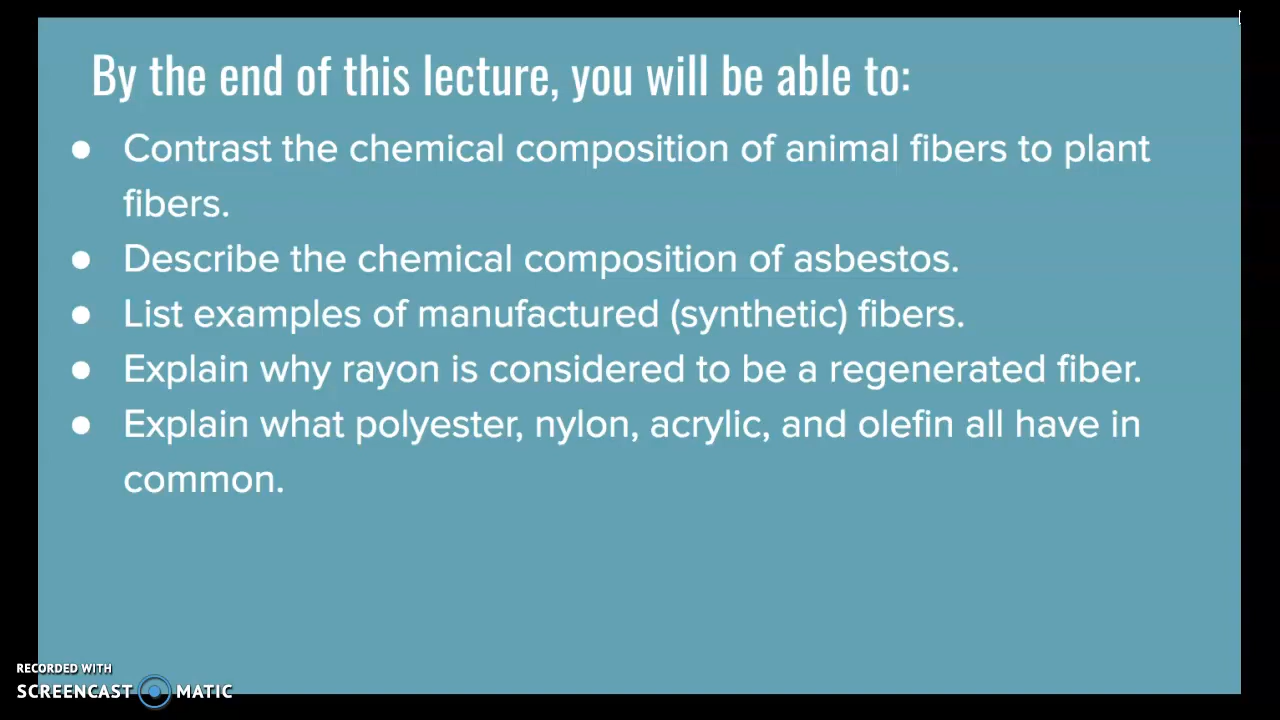 By the end of this lecture, you will be able to:
● Contrast the chemical composition of animal fibers to plant
fibers.
● Describe the chemical composition of asbestos.
● List examples of manufactured (synthetic) fibers.
● Explain why rayon is considered to be a regenerated fiber.
● Explain what polyester, nylon, acrylic, and olefin all have in
common.
RECORDED WITH
SCREENCAST MATIC